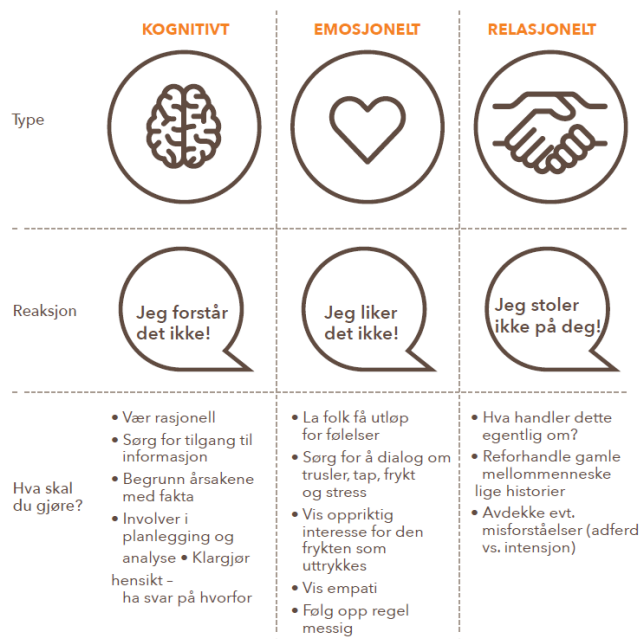 KOGNITIVT
EMOSJONELT
RELASJONELT
Type
Reaksjon
Jeg forstår
det ikke!
Jeg liker
det ikke!
Jeg stoler
ikke på deg!
Hva skal
du gjøre?
• Vær rasjonell
• Sørg for tilgang til
informasjon
• Begrunn årsakene
med fakta
• Involver i
planlegging og
analyse • Klargjør
hensikt –
ha svar på hvorfor
• La folk få utløp
for følelser
• Sørg for å dialog om
trusler, tap, frykt
og stress
• Vis oppriktig
interesse for den
frykten som
uttrykkes
• Vis empati
• Følg opp regel
messig
• Hva handler dette
egentlig om?
• Reforhandle gamle
mellommenneske
lige historier
• Avdekke evt.
misforståelser (adferd
vs. intensjon)